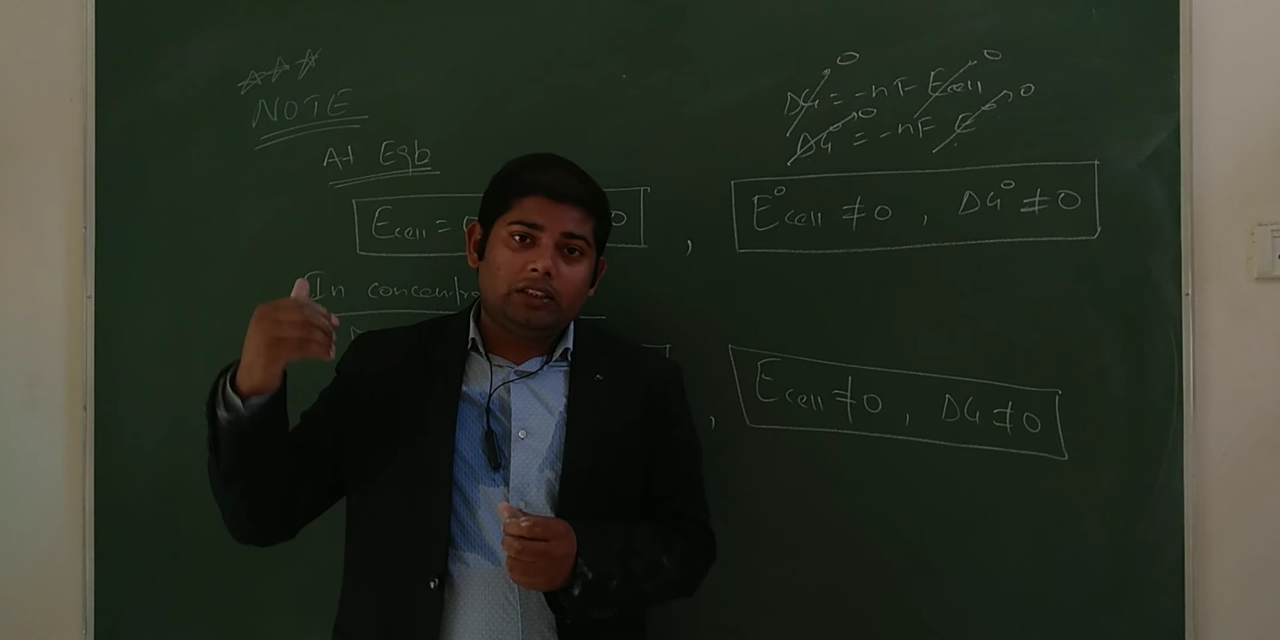 ☆☆☆
NOTE
At Eqb
Ecell = 0
In concentra
ΔG = -nF Ecell
ΔG° = -nF E°
E°cell ≠ 0 , ΔG° ≠ 0
Ecell ≠ 0 , ΔG ≠ 0